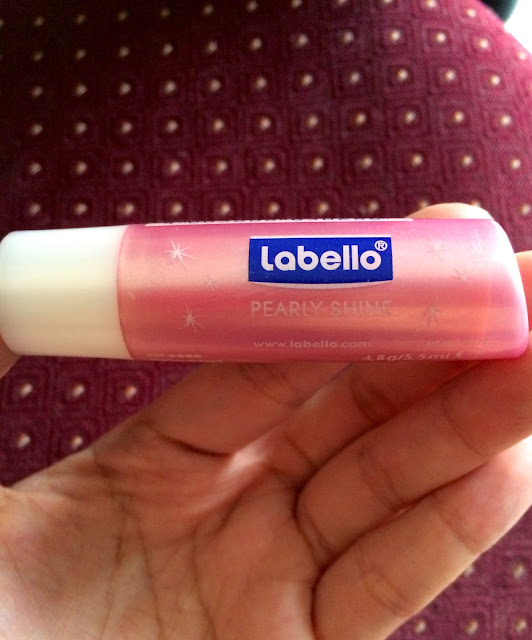 Labello®
PEARLY SHINE
www.labello.com
4,8g/5,5ml